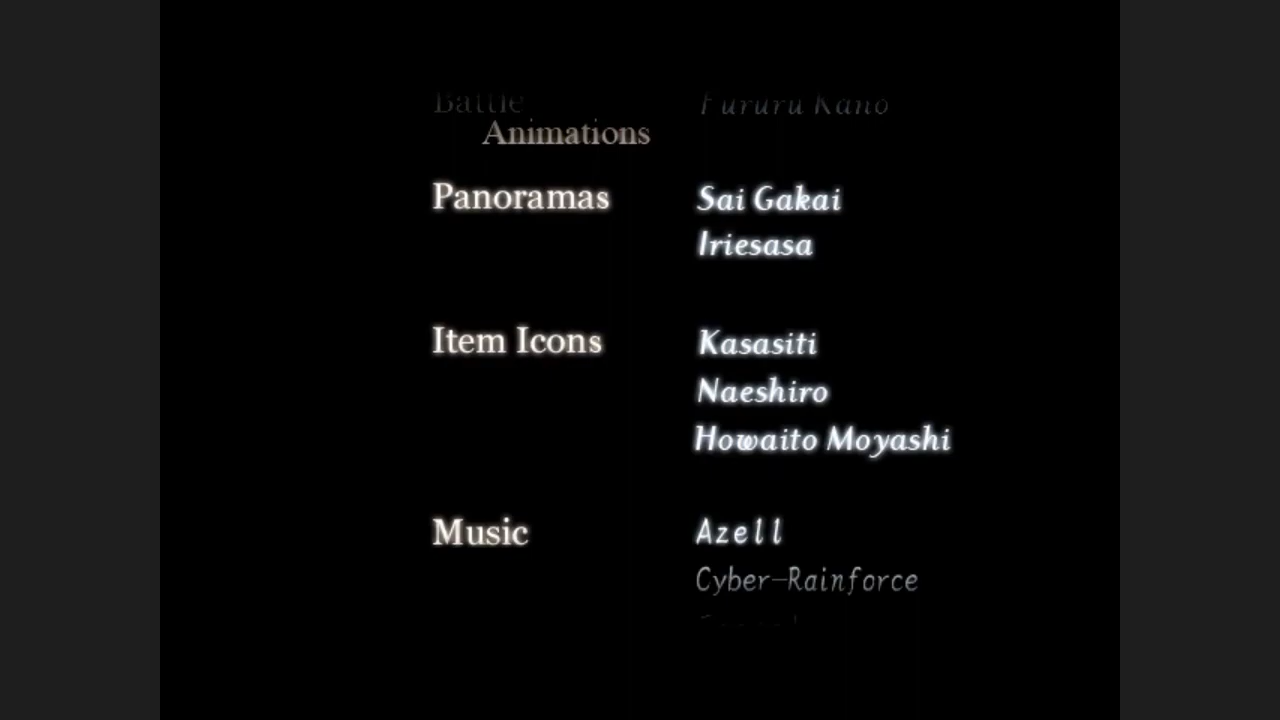 Battle Fururu Kano
Animations
Panoramas Sai Gakai
Iriesasa
Item Icons Kasasiti
Naeshiro
Howaito Moyashi
Music Azell
Cyber-Rainforce